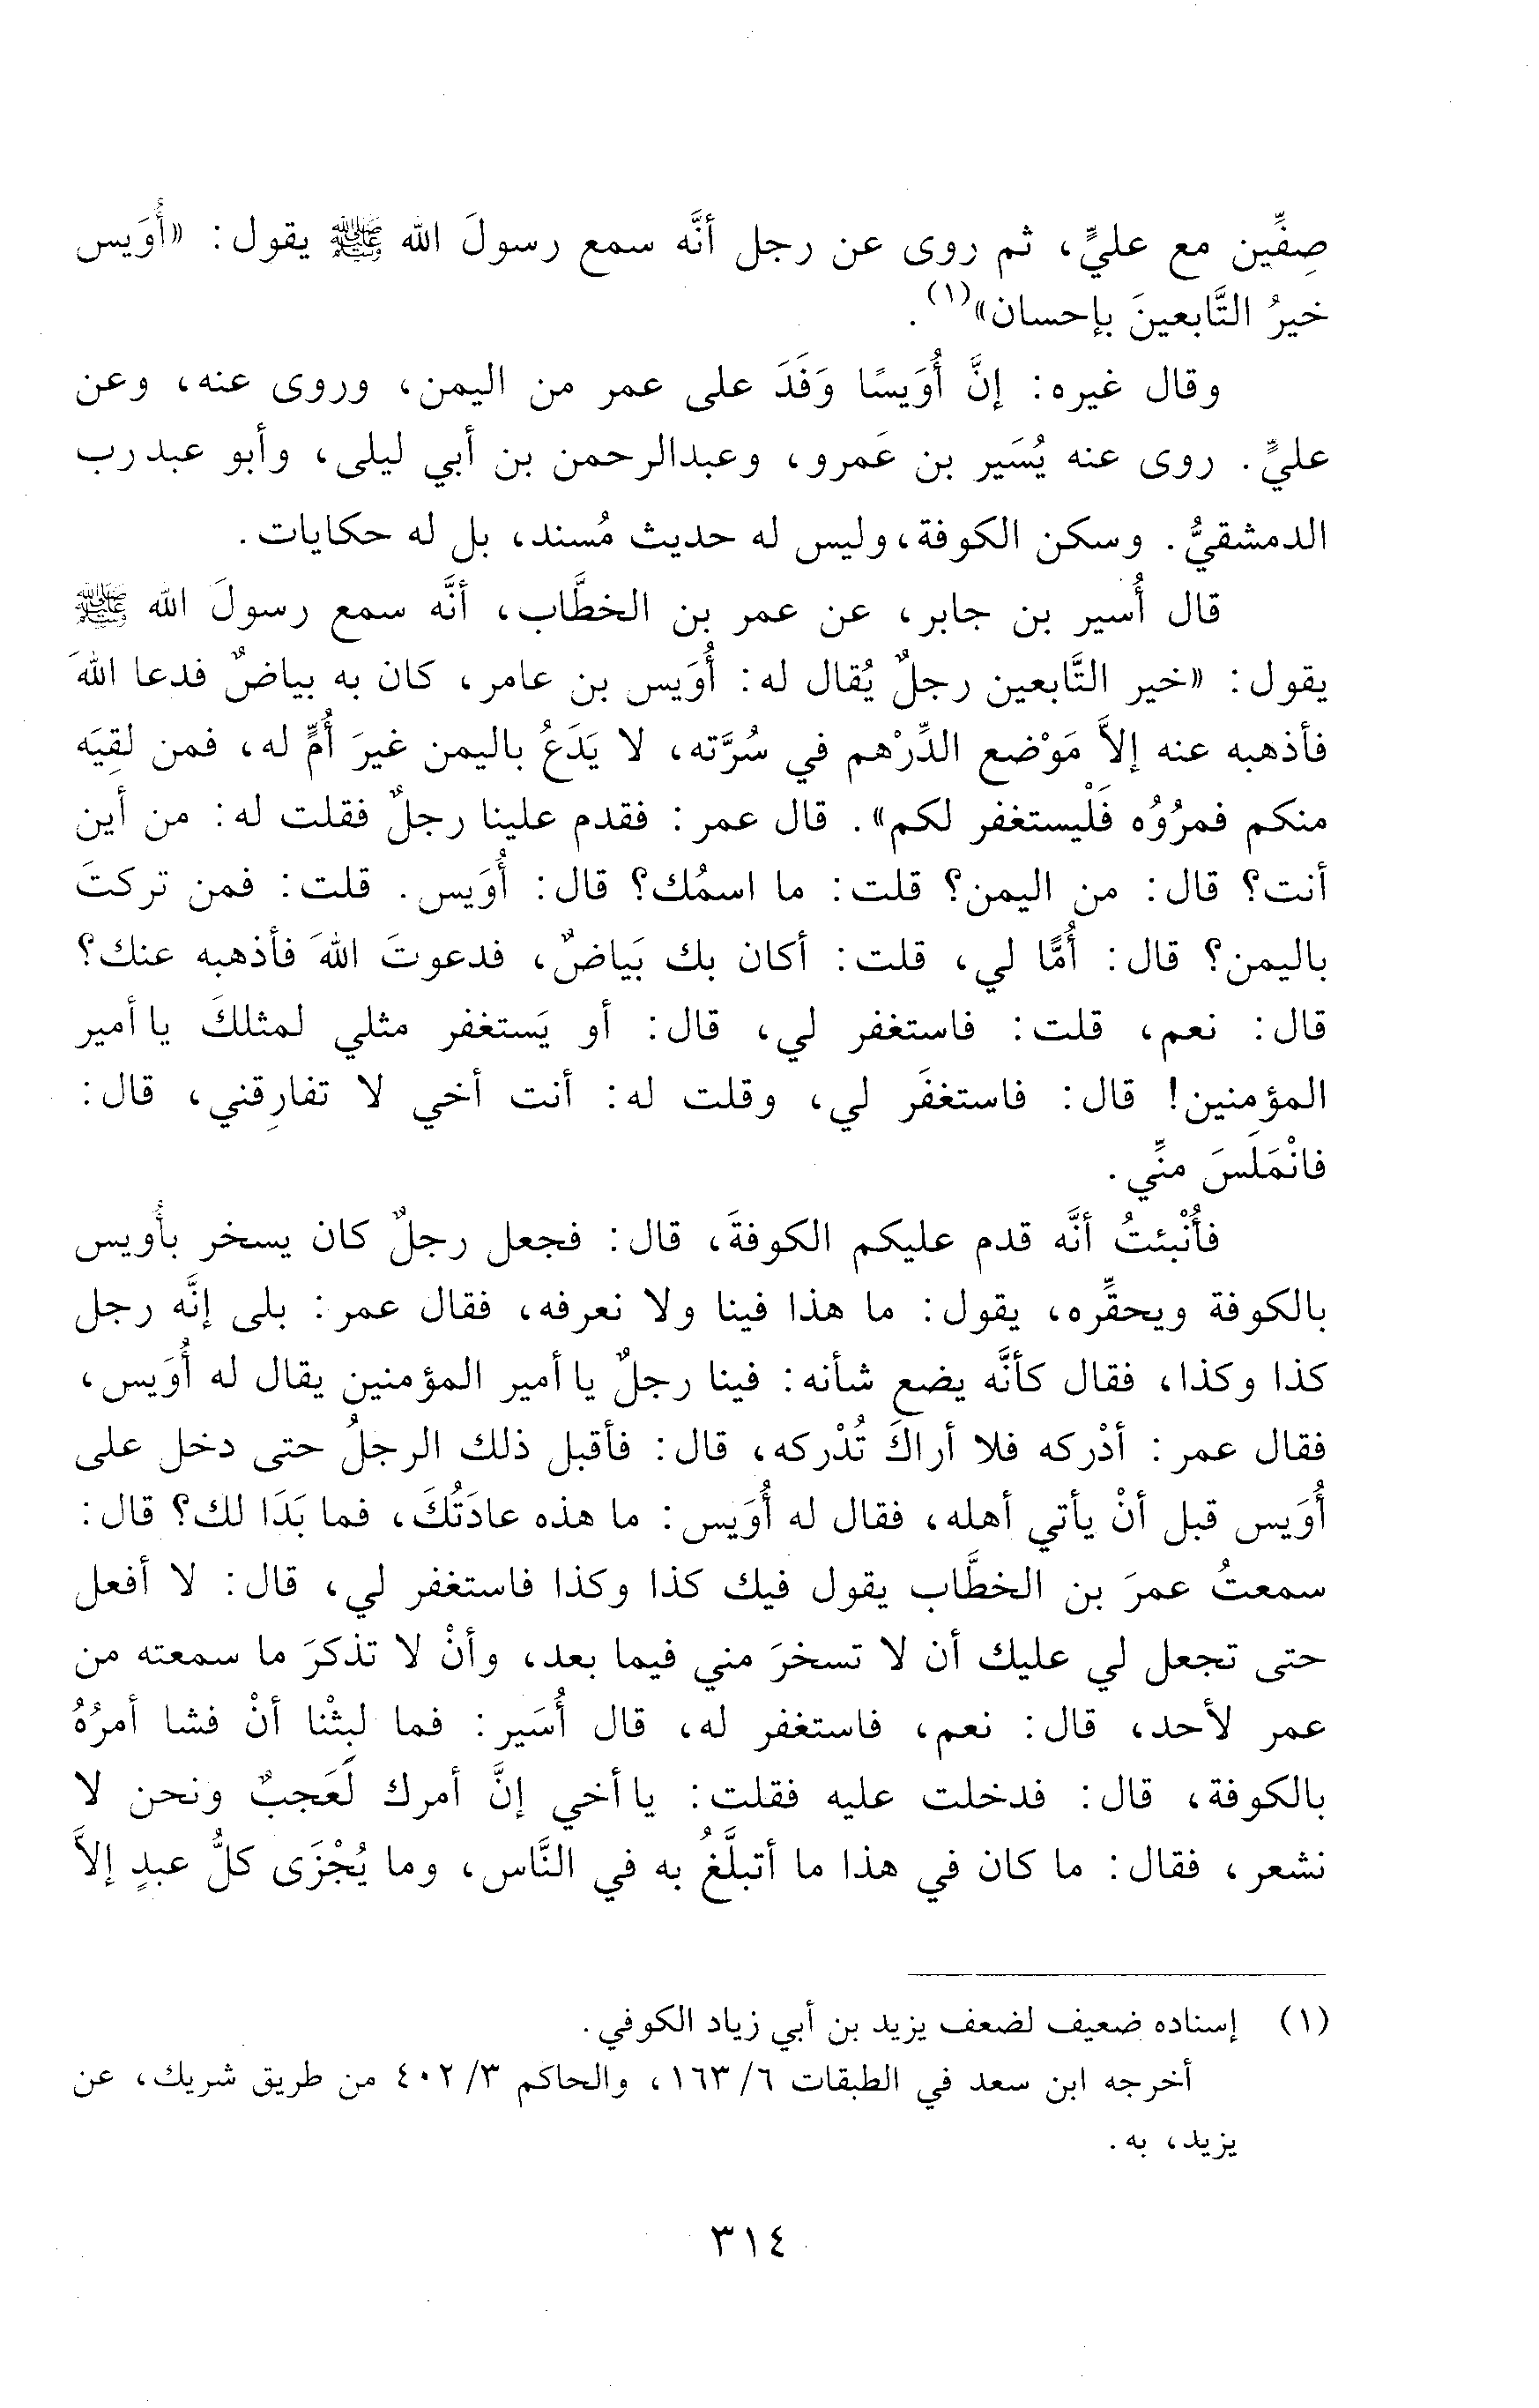 صِفِّين مع عليٍّ، ثم روى عن رجل أنَّه سمع رسولَ الله ﷺ يقول: «أُوَيس
خيرُ التَّابعينَ بإحسان»(١).
وقال غيره: إنَّ أُوَيسًا وَفَدَ على عمر من اليمن، وروى عنه، وعن
عليٍّ. روى عنه يُسَير بن عَمرو، وعبدالرحمن بن أبي ليلى، وأبو عبدرب
الدمشقيُّ. وسكن الكوفة، وليس له حديث مُسند، بل له حكايات.
قال أُسير بن جابر، عن عمر بن الخطَّاب، أنَّه سمع رسولَ الله ﷺ
يقول: «خير التَّابعين رجلٌ يُقال له: أُوَيس بن عامر، كان به بياضٌ فدعا اللهَ
فأذهبه عنه إلاَّ مَوْضع الدِّرْهم في سُرَّته، لا يَدَعُ باليمن غيرَ أُمٍّ له، فمن لقِيَه
منكم فمرُوُه فَلْيستغفر لكم». قال عمر: فقدم علينا رجلٌ فقلت له: من أين
أنت؟ قال: من اليمن؟ قلت: ما اسمُك؟ قال: أُوَيس. قلت: فمن تركتَ
باليمن؟ قال: أُمًّا لي، قلت: أكان بك بَياضٌ، فدعوتَ اللهَ فأذهبه عنك؟
قال: نعم، قلت: فاستغفر لي، قال: أو يَستغفر مثلي لمثلكَ يا أمير
المؤمنين! قال: فاستغفَر لي، وقلت له: أنت أخي لا تفارِقني، قال:
فانْمَلَسَ منِّي.
فأُنْبئتُ أنَّه قدم عليكم الكوفةَ، قال: فجعل رجلٌ كان يسخر بأُويس
بالكوفة ويحقِّره، يقول: ما هذا فينا ولا نعرفه، فقال عمر: بلى إنَّه رجل
كذا وكذا، فقال كأنَّه يضع شأنه: فينا رجلٌ يا أمير المؤمنين يقال له أُوَيس،
فقال عمر: أدْركه فلا أراكَ تُدْركه، قال: فأقبل ذلك الرجلُ حتى دخل على
أُوَيس قبل أنْ يأتي أهله، فقال له أُوَيس: ما هذه عادَتُكَ، فما بَدَا لك؟ قال:
سمعتُ عمرَ بن الخطَّاب يقول فيك كذا وكذا فاستغفر لي، قال: لا أفعل
حتى تجعل لي عليك أن لا تسخرَ مني فيما بعد، وأنْ لا تذكرَ ما سمعته من
عمر لأحد، قال: نعم، فاستغفر له، قال أُسَير: فما لبِثْنا أنْ فشا أمرُهُ
بالكوفة، قال: فدخلت عليه فقلت: يا أخي إنَّ أمرك لَعَجبٌ ونحن لا
نشعر، فقال: ما كان في هذا ما أتبلَّغُ به في النَّاس، وما يُجْزَى كلُّ عبدٍ إلاَّ
(١) إسناده ضعيف لضعف يزيد بن أبي زياد الكوفي.
أخرجه ابن سعد في الطبقات ٦/ ١٦٣، والحاكم ٣/ ٤٠٢ من طريق شريك، عن
يزيد، به.
٣١٤